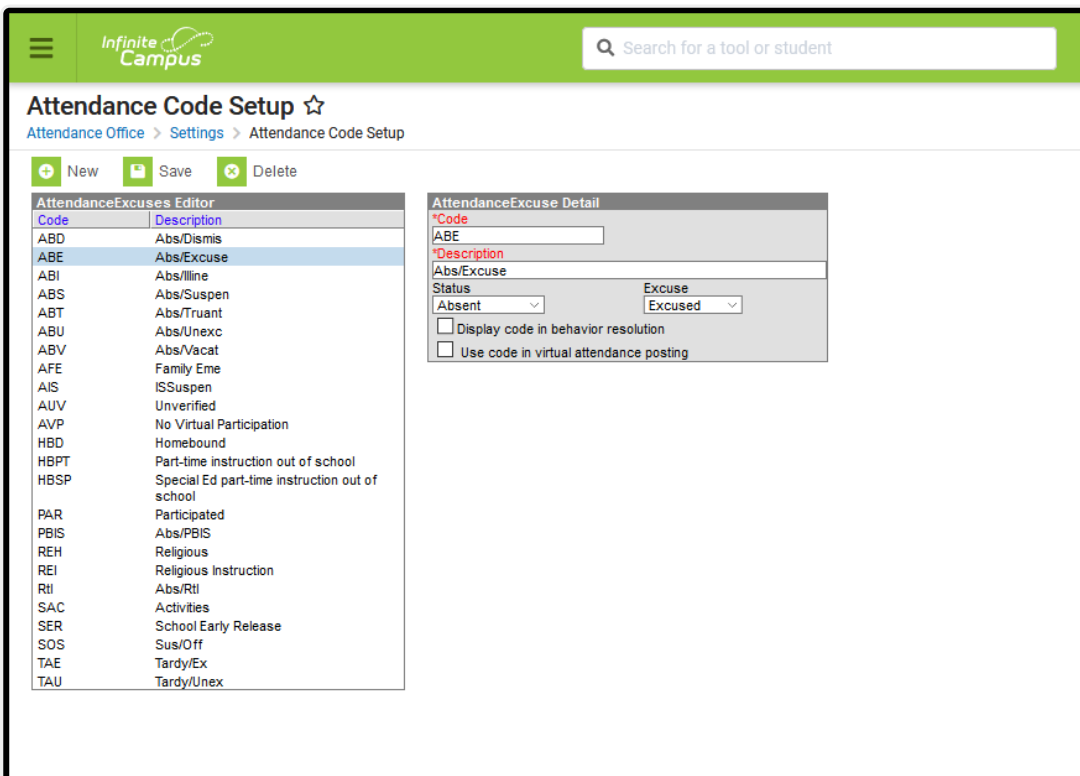 Infinite
Campus
Search for a tool or student
Attendance Code Setup
Attendance Office > Settings > Attendance Code Setup
New Save Delete
AttendanceExcuses Editor
Code Description
ABD Abs/Dismis
ABE Abs/Excuse
ABI Abs/Illine
ABS Abs/Suspen
ABT Abs/Truant
ABU Abs/Unexc
ABV Abs/Vacat
AFE Family Eme
AIS ISSuspen
AUV Unverified
AVP No Virtual Participation
HBD Homebound
HBPT Part-time instruction out of school
HBSP Special Ed part-time instruction out of
school
PAR Participated
PBIS Abs/PBIS
REH Religious
REI Religious Instruction
RtI Abs/RtI
SAC Activities
SER School Early Release
SOS Sus/Off
TAE Tardy/Ex
TAU Tardy/Unex
AttendanceExcuse Detail
*Code
ABE
*Description
Abs/Excuse
Status Excuse
Absent Excused
Display code in behavior resolution
Use code in virtual attendance posting